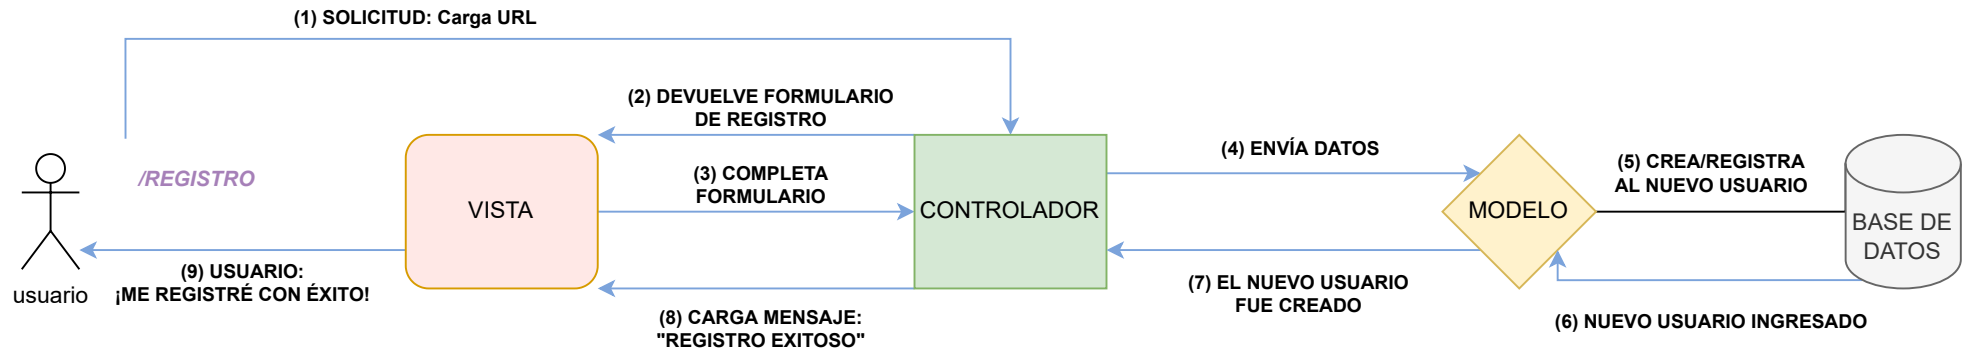 (1) SOLICITUD: Carga URL
(2) DEVUELVE FORMULARIO
DE REGISTRO
(4) ENVÍA DATOS
(5) CREA/REGISTRA
AL NUEVO USUARIO
/REGISTRO
(3) COMPLETA
FORMULARIO
VISTA
CONTROLADOR
MODELO
BASE DE
DATOS
(9) USUARIO:
¡ME REGISTRÉ CON ÉXITO!
usuario
(7) EL NUEVO USUARIO
FUE CREADO
(8) CARGA MENSAJE:
"REGISTRO EXITOSO"
(6) NUEVO USUARIO INGRESADO